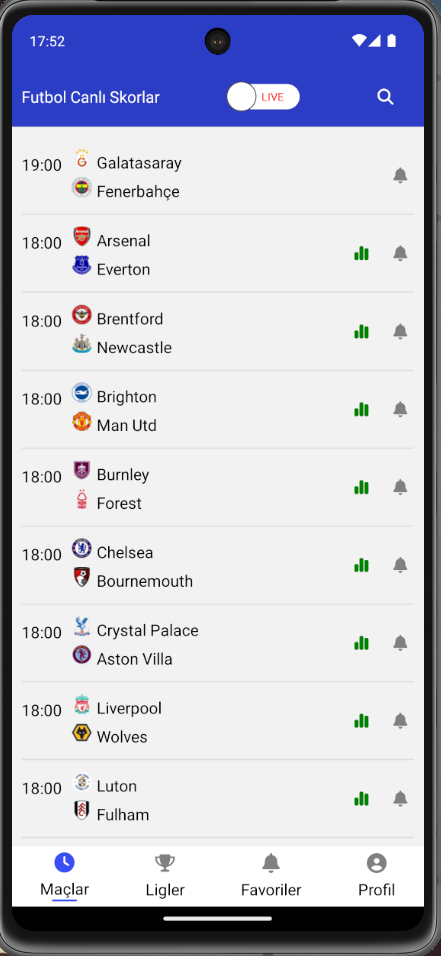 17:52
Futbol Canlı Skorlar LIVE
19:00 Galatasaray
Fenerbahçe
18:00 Arsenal
Everton
18:00 Brentford
Newcastle
18:00 Brighton
Man Utd
18:00 Burnley
Forest
18:00 Chelsea
Bournemouth
18:00 Crystal Palace
Aston Villa
18:00 Liverpool
Wolves
18:00 Luton
Fulham
Maçlar Ligler Favoriler Profil